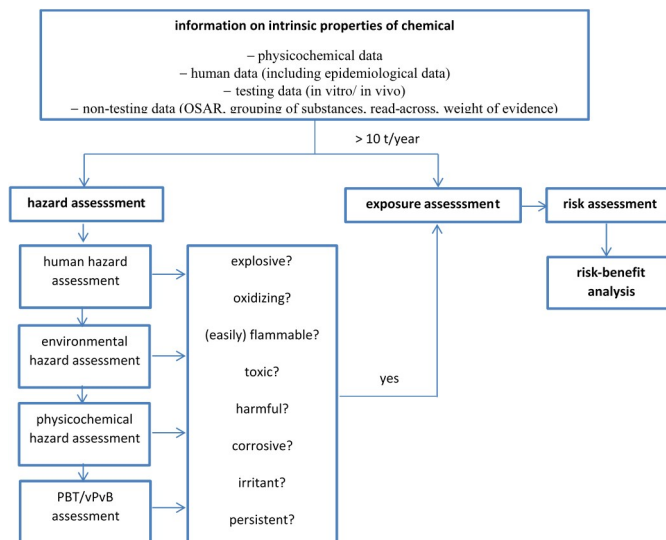 information on intrinsic properties of chemical
– physicochemical data
– human data (including epidemiological data)
– testing data (in vitro/ in vivo)
– non-testing data (QSAR, grouping of substances, read-across, weight of evidence)
> 10 t/year
hazard assesssment
exposure assesssment
risk assessment
human hazard
assessment
explosive?
risk-benefit
analysis
oxidizing?
environmental
hazard assessment
(easily) flammable?
toxic?
yes
harmful?
physicochemical
hazard assessment
corrosive?
irritant?
PBT/vPvB
assessment
persistent?